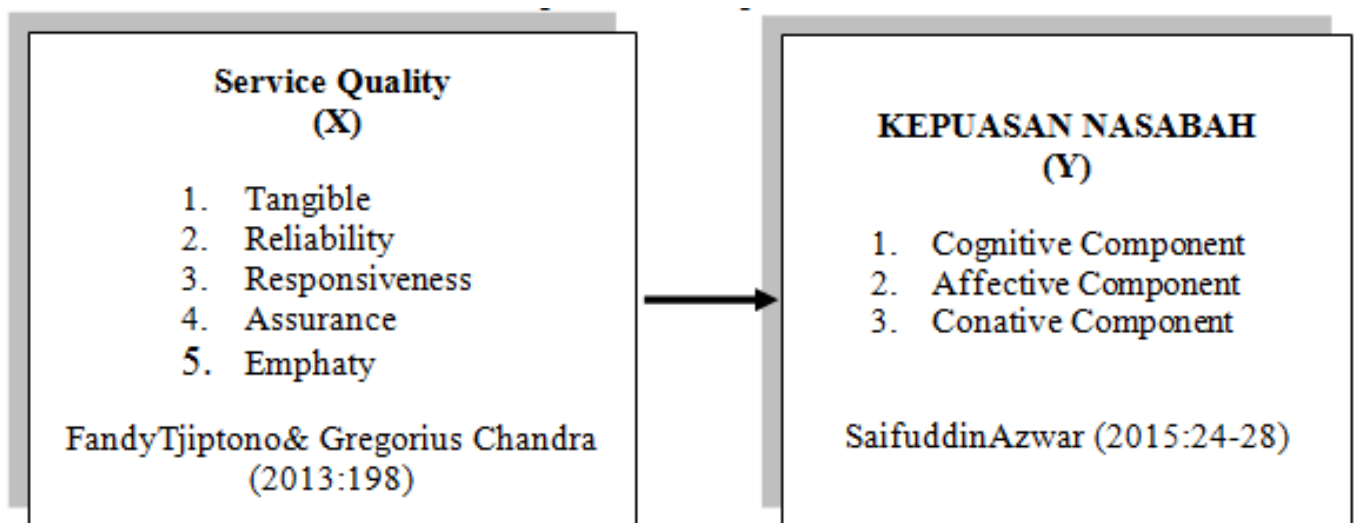 Service Quality
(X)
1. Tangible
2. Reliability
3. Responsiveness
4. Assurance
5. Emphaty
FandyTjiptono& Gregorius Chandra
(2013:198)
KEPUASAN NASABAH
(Y)
1. Cognitive Component
2. Affective Component
3. Conative Component
SaifuddinAzwar (2015:24-28)